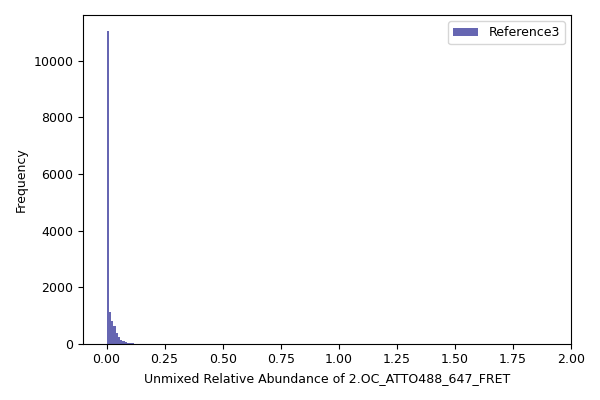 Reference3
10000
8000
6000
4000
2000
0
Frequency
0.00 0.25 0.50 0.75 1.00 1.25 1.50 1.75 2.00
Unmixed Relative Abundance of 2.OC_ATTO488_647_FRET